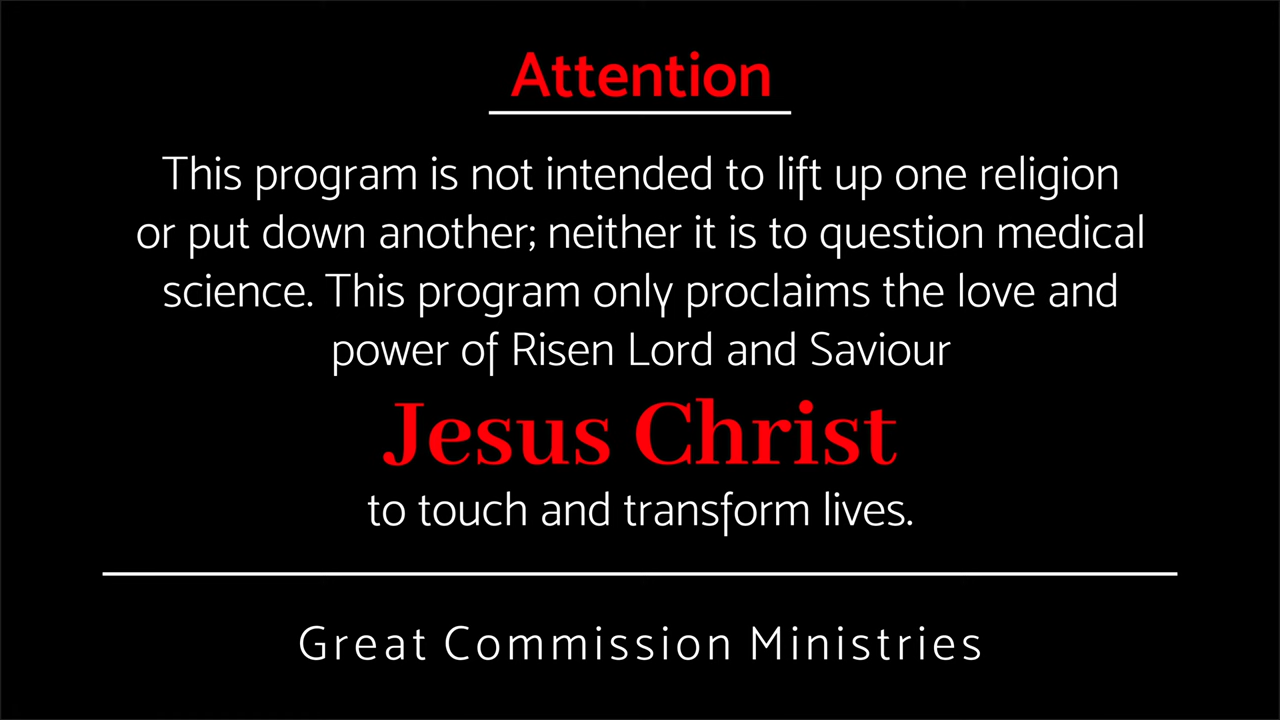 Attention
This program is not intended to lift up one religion
or put down another; neither it is to question medical
science. This program only proclaims the love and
power of Risen Lord and Saviour
Jesus Christ
to touch and transform lives.
Great Commission Ministries